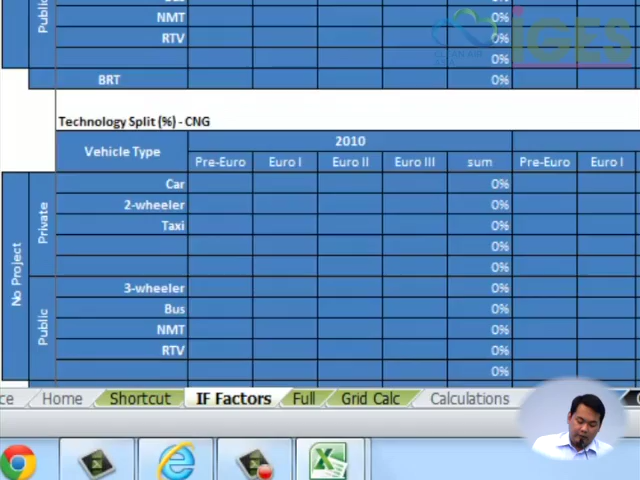 Public
NMT 0%
RTV 0%
0%
BRT 0%
IGES
Technology Split (%) - CNG
Vehicle Type 2010
Pre-Euro Euro I Euro II Euro III sum Pre-Euro Euro I
No Project
Private
Car 0%
2-wheeler 0%
Taxi 0%
0%
0%
Public
3-wheeler 0%
Bus 0%
NMT 0%
RTV 0%
0%
Home Shortcut IF Factors Full Grid Calc Calculations